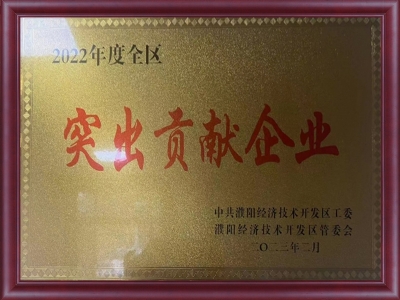 2022年度全区
突出贡献企业
中共濮阳经济技术开发区工委
濮阳经济技术开发区管委会
二〇二三年二月